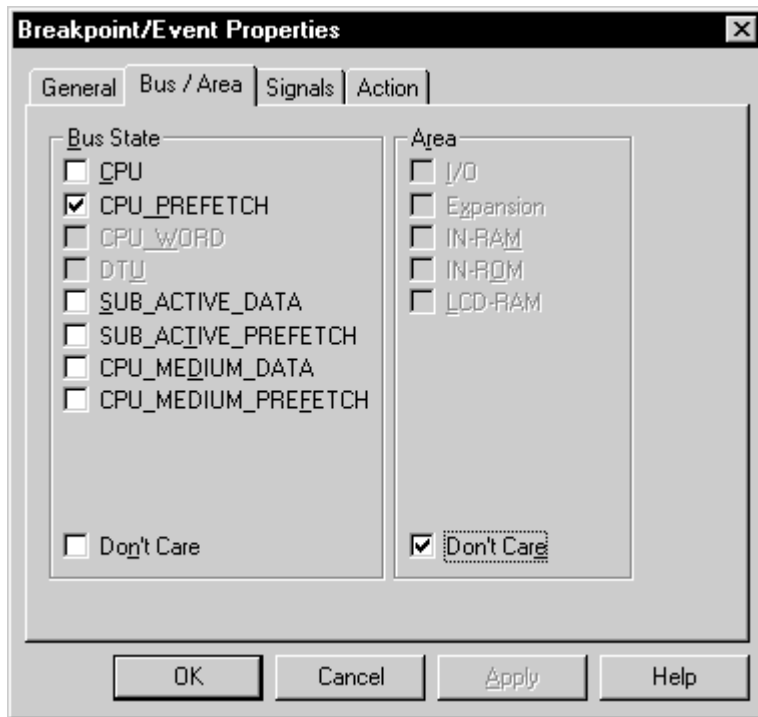 Breakpoint/Event Properties
General Bus / Area Signals Action
Bus State
CPU
CPU_PREFETCH
CPU_WORD
DTU
SUB_ACTIVE_DATA
SUB_ACTIVE_PREFETCH
CPU_MEDIUM_DATA
CPU_MEDIUM_PREFETCH
Don't Care
Area
I/O
Expansion
IN-RAM
IN-ROM
LCD-RAM
Don't Care
OK Cancel Apply Help